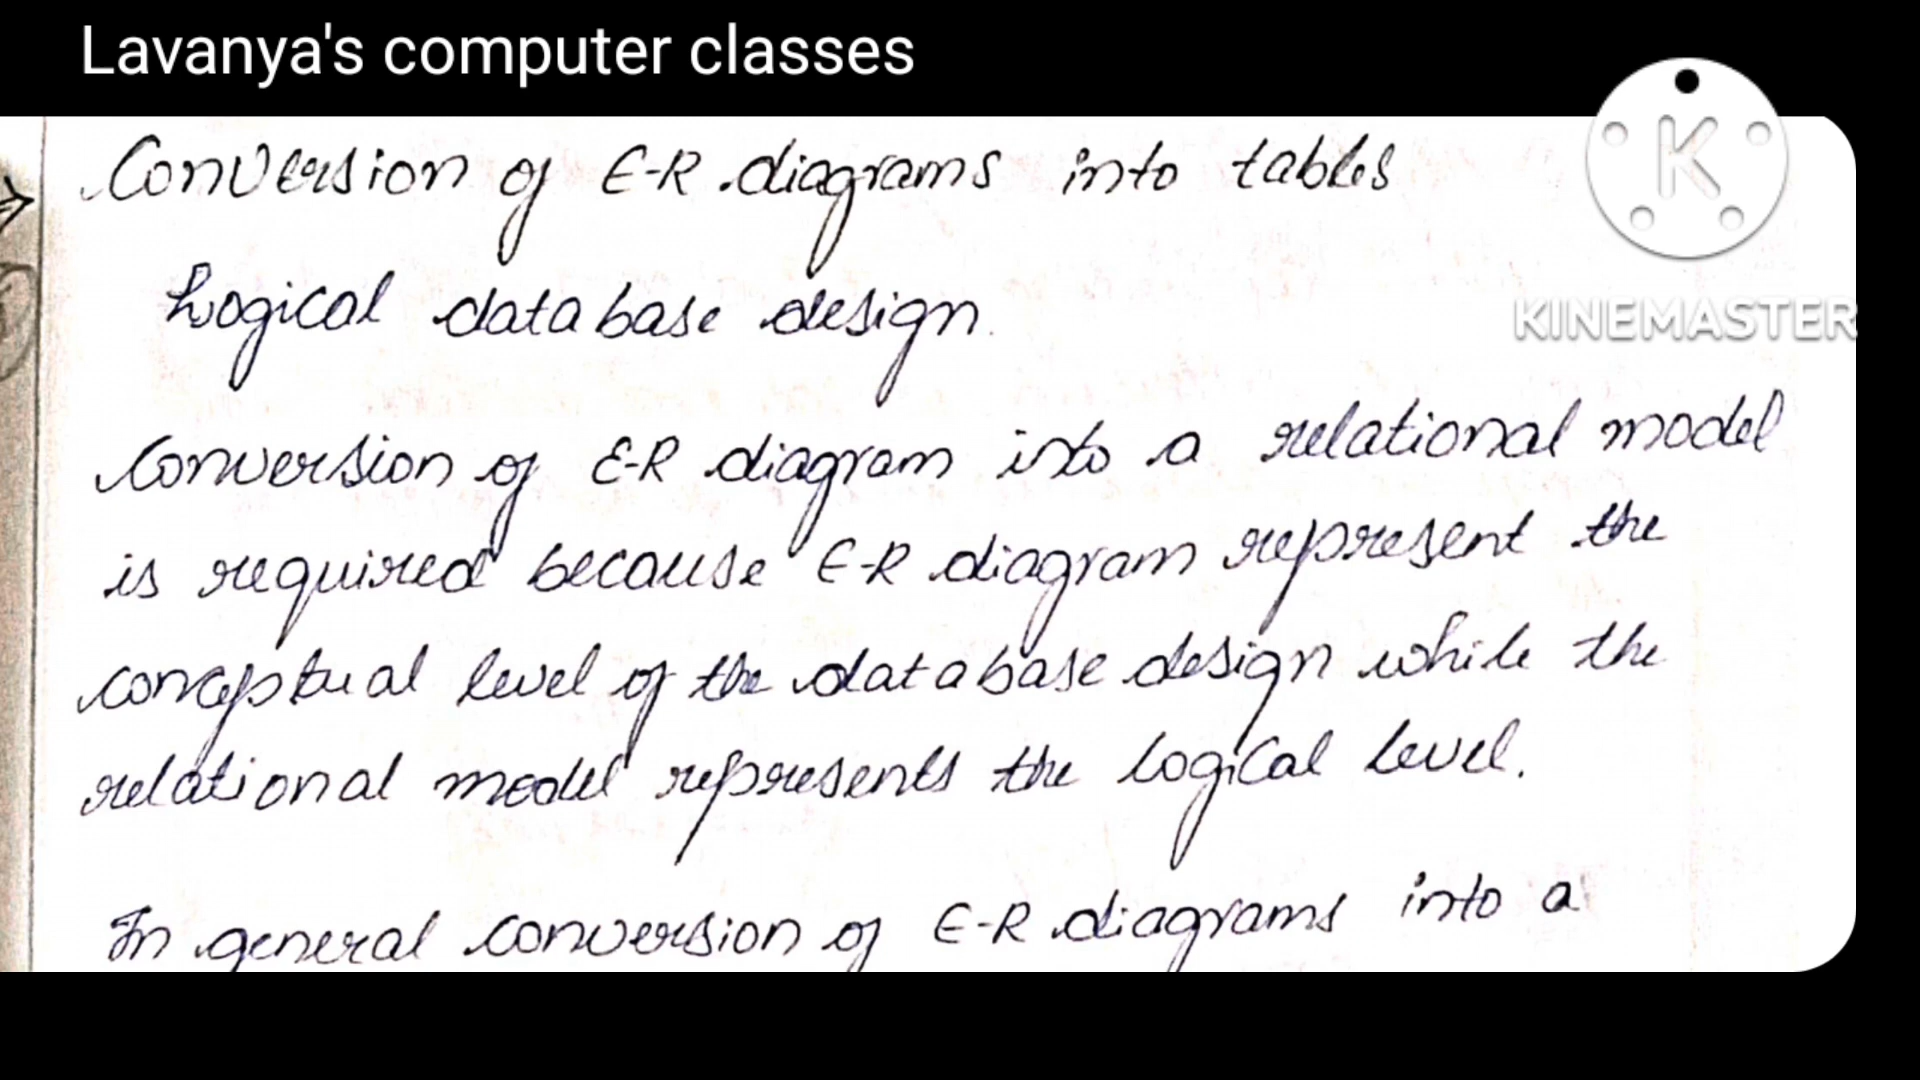 Lavanya's computer classes
K
KINEMASTER
Conversion of E-R diagrams into tables
Logical database design.
Conversion of E-R diagram into a relational model
is required because E-R diagram represent the
conceptual level of the database design while the
relational model represents the logical level.
In general conversion of E-R diagrams into a